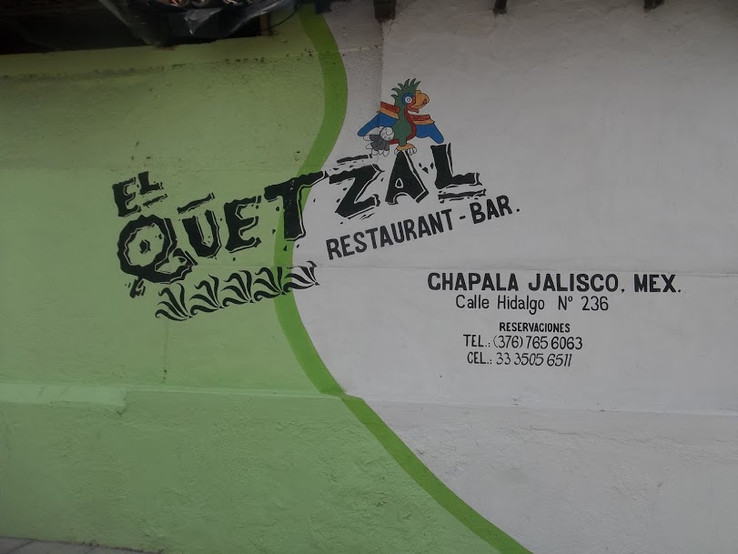 EL
QUETZAL
RESTAURANT - BAR.
CHAPALA JALISCO, MEX.
Calle Hidalgo Nº 236
RESERVACIONES
TEL.: (376) 765 6063
CEL.: 33 3505 6511